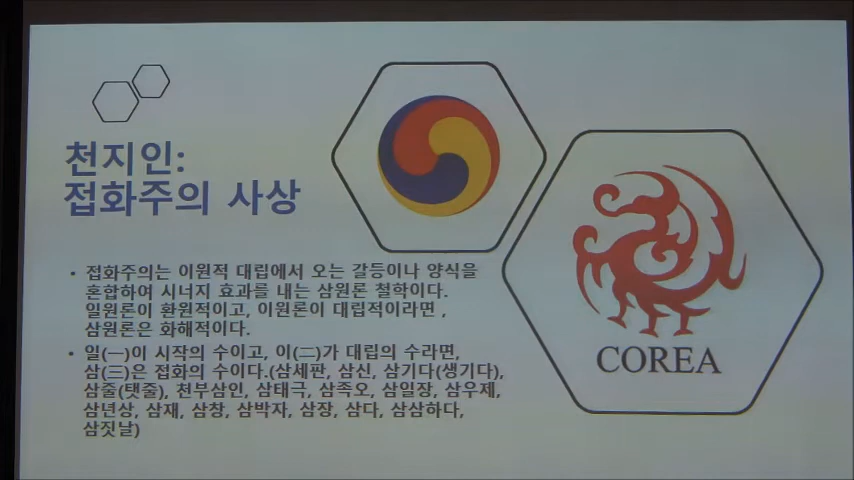 천지인:
접화주의 사상
• 접화주의는 이원적 대립에서 오는 갈등이나 양식을
혼합하여 시너지 효과를 내는 삼원론 철학이다.
일원론이 환원적이고, 이원론이 대립적이라면 ,
삼원론은 화해적이다.
• 일(一)이 시작의 수이고, 이(二)가 대립의 수라면,
삼(三)은 접화의 수이다.(삼세판, 삼신, 삼기다(생기다),
삼줄(탯줄), 천부삼인, 삼태극, 삼족오, 삼일장, 삼우제,
삼년상, 삼재, 삼창, 삼박자, 삼장, 삼다, 삼삼하다,
삼짓날)
COREA